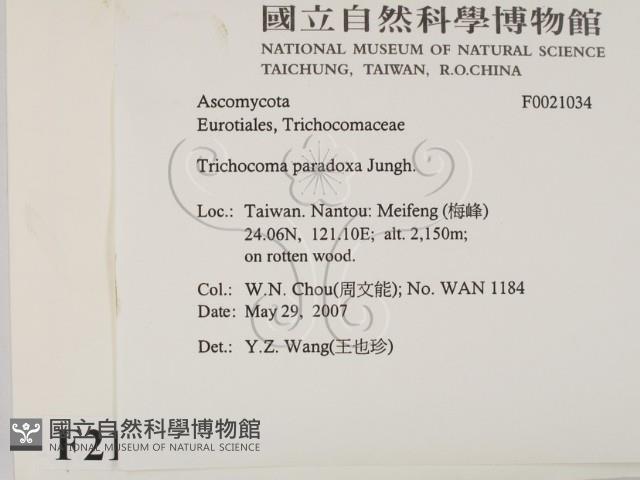 國立自然科學博物館
NATIONAL MUSEUM OF NATURAL SCIENCE
TAICHUNG, TAIWAN, R.O.CHINA
Ascomycota F0021034
Eurotiales, Trichocomaceae
Trichocoma paradoxa Jungh.
Loc.: Taiwan. Nantou: Meifeng (梅峰)
24.06N, 121.10E; alt. 2,150m;
on rotten wood.
Col.: W.N. Chou(周文能); No. WAN 1184
Date: May 29, 2007
Det.: Y.Z. Wang(王也珍)
國立自然科學博物館
NATIONAL MUSEUM OF NATURAL SCIENCE
F21